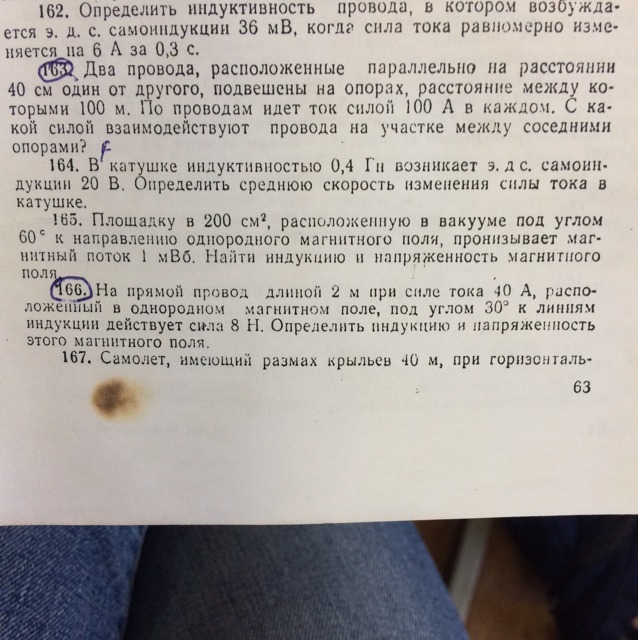 162. Определить индуктивность провода, в котором возбужда-
ется э. д. с. самоиндукции 36 мВ, когда сила тока равномерно изме-
няется на 6 А за 0,3 с.
163. Два провода, расположенные параллельно на расстоянии
40 см один от другого, подвешены на опорах, расстояние между ко-
торыми 100 м. По проводам идет ток силой 100 А в каждом. С ка-
кой силой взаимодействуют провода на участке между соседними
опорами? F
164. В катушке индуктивностью 0,4 Гн возникает э. д с. самоин-
дукции 20 В. Определить среднюю скорость изменения силы тока в
катушке.
165. Площадку в 200 см², расположенную в вакууме под углом
60° к направлению однородного магнитного поля, пронизывает маг-
нитный поток 1 мВб. Найти индукцию и напряженность магнитного
поля.
166. На прямой провод длиной 2 м при силе тока 40 А, распо-
ложенный в однородном магнитном поле, под углом 30° к линиям
индукции действует сила 8 Н. Определить индукцию и напряженность
этого магнитного поля.
167. Самолет, имеющий размах крыльев 40 м, при горизонталь-
63